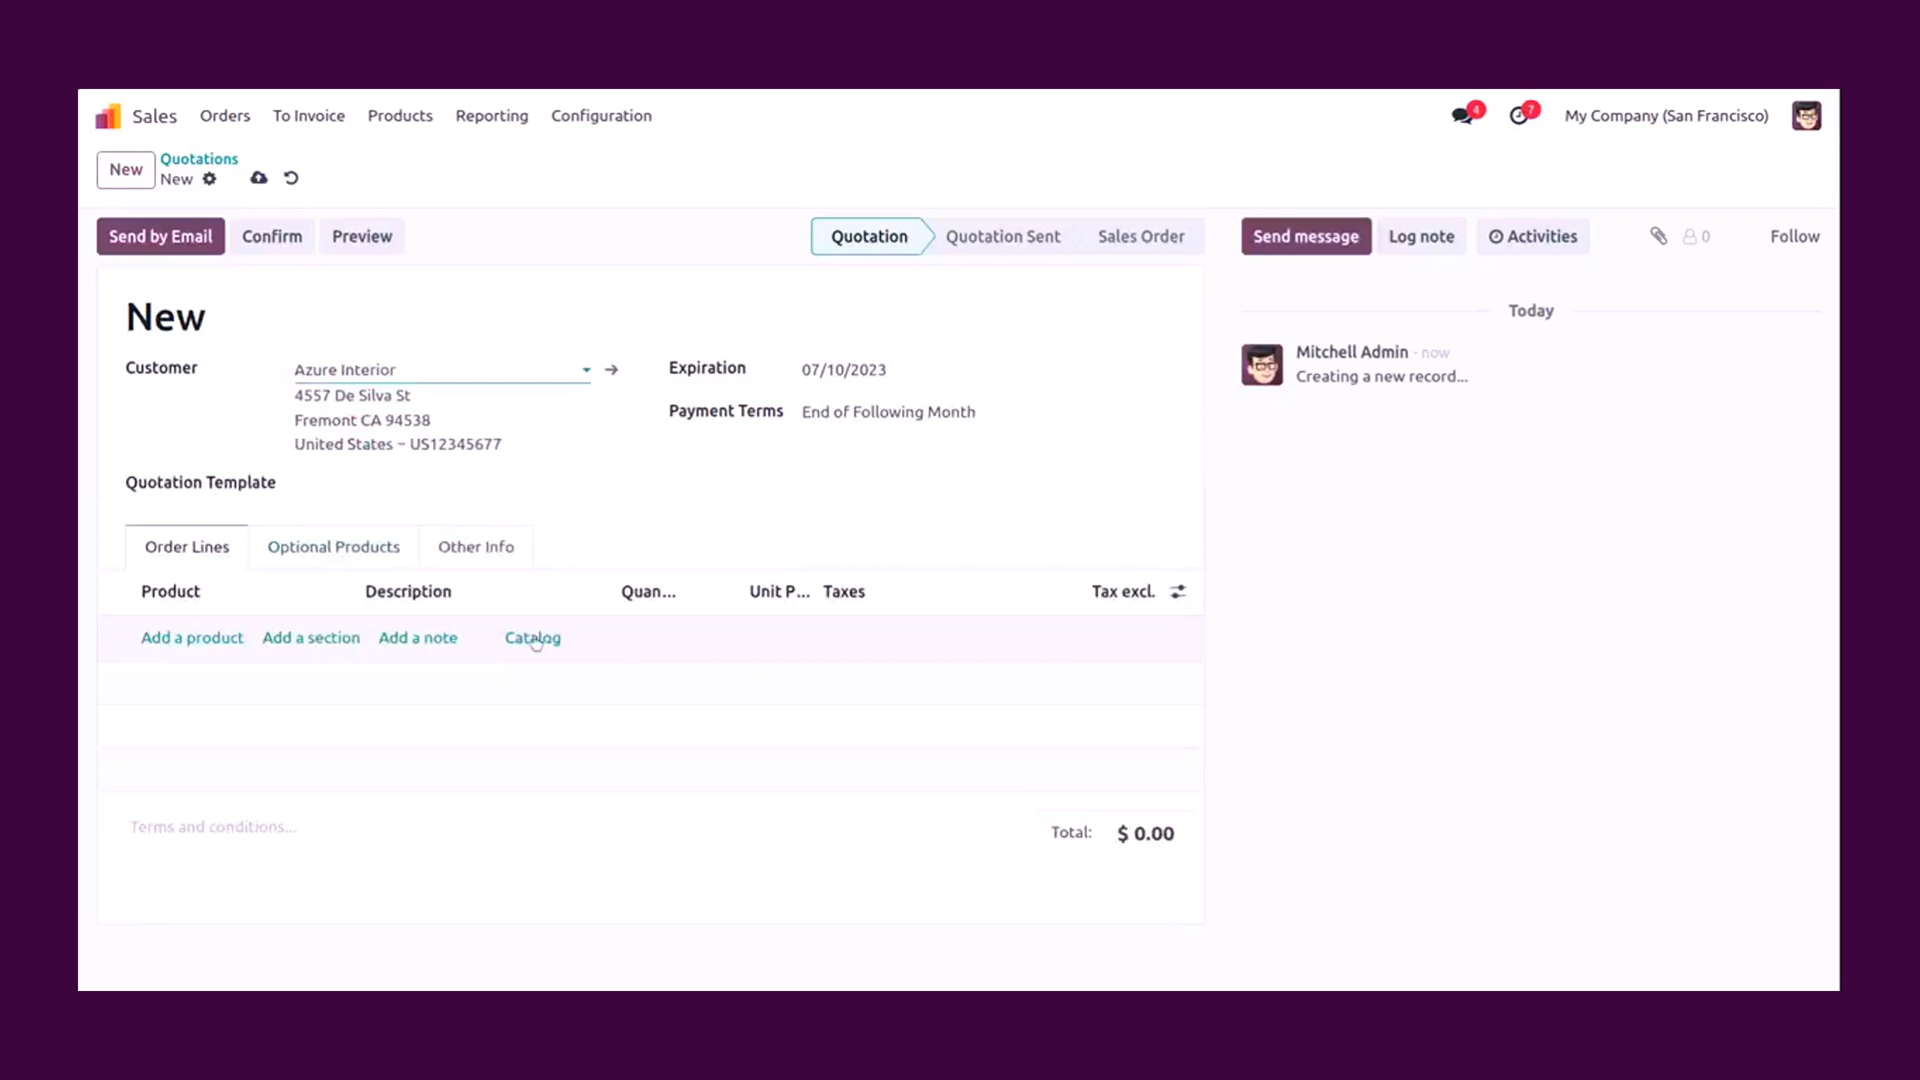 Sales Orders To Invoice Products Reporting Configuration 4 7 My Company (San Francisco)
New Quotations
New
Send by Email Confirm Preview Quotation Quotation Sent Sales Order Send message Log note Activities 0 Follow
New
Customer Azure Interior
4557 De Silva St
Fremont CA 94538
United States – US12345677
Expiration 07/10/2023
Payment Terms End of Following Month
Quotation Template
Order Lines Optional Products Other Info
Product Description Quan... Unit P... Taxes Tax excl.
Add a product Add a section Add a note Catalog
Terms and conditions...
Total: $ 0.00
Today
Mitchell Admin - now
Creating a new record...